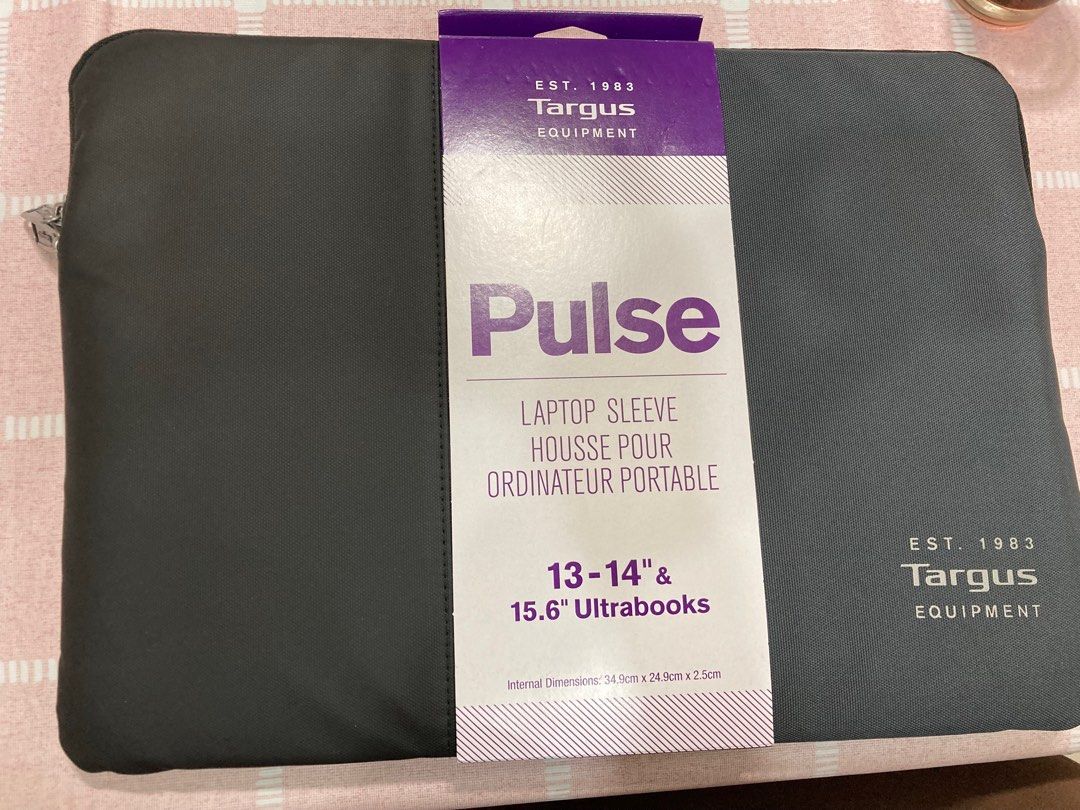 EST. 1983
Targus
EQUIPMENT
Pulse
LAPTOP SLEEVE
HOUSSE POUR
ORDINATEUR PORTABLE
13-14" &
15.6" Ultrabooks
Internal Dimensions: 34.9cm x 24.9cm x 2.5cm
EST. 1983
Targus
EQUIPMENT